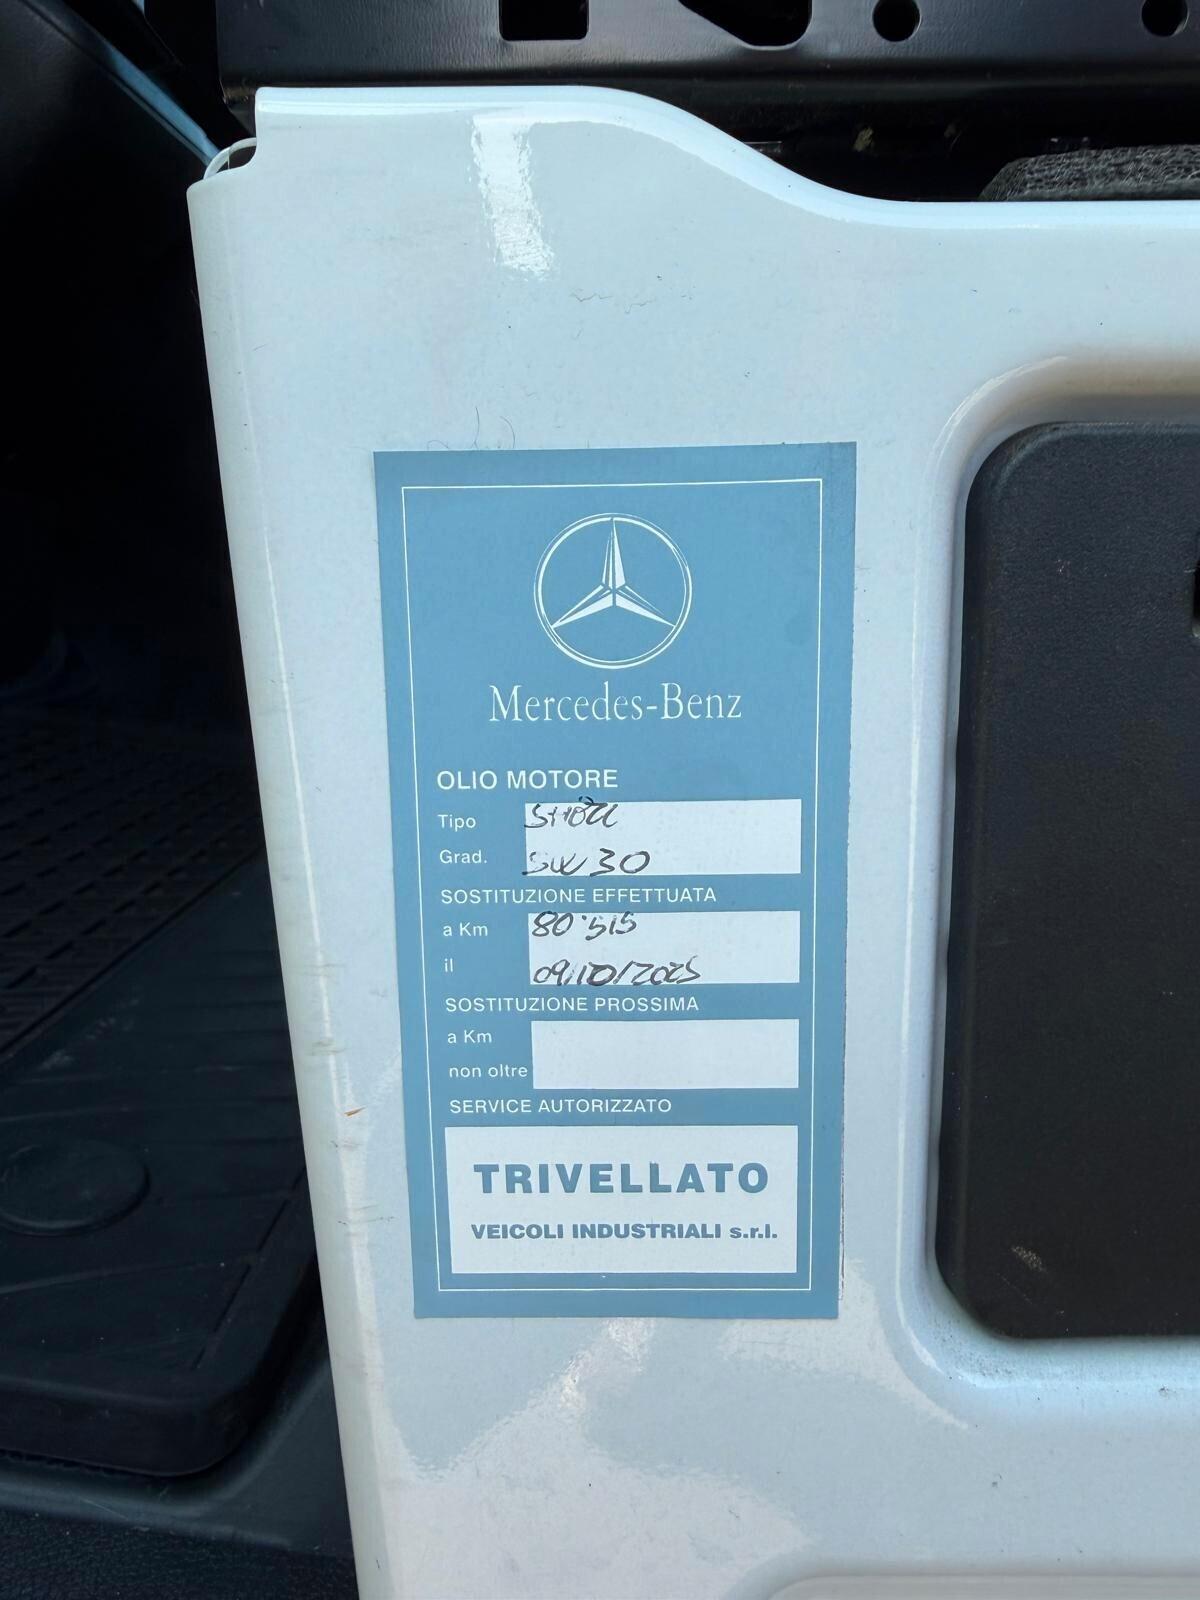 Mercedes-Benz
OLIO MOTORE
Tipo SHELL
Grad. 5W30
SOSTITUZIONE EFFETTUATA
a Km 80.515
il 09/10/2025
SOSTITUZIONE PROSSIMA
a Km
non oltre
SERVICE AUTORIZZATO
TRIVELLATO
VEICOLI INDUSTRIALI s.r.l.